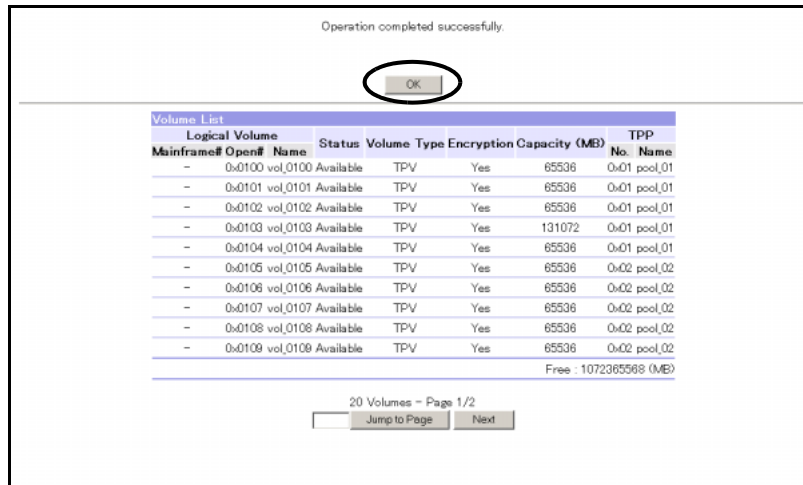 Operation completed successfully.
OK
Volume List
Logical Volume Status Volume Type Encryption Capacity (MB) TPP
Mainframe# Open# Name No. Name
- 0x0100 vol_0100 Available TPV Yes 65536 0x01 pool_01
- 0x0101 vol_0101 Available TPV Yes 65536 0x01 pool_01
- 0x0102 vol_0102 Available TPV Yes 65536 0x01 pool_01
- 0x0103 vol_0103 Available TPV Yes 131072 0x01 pool_01
- 0x0104 vol_0104 Available TPV Yes 65536 0x01 pool_01
- 0x0105 vol_0105 Available TPV Yes 65536 0x02 pool_02
- 0x0106 vol_0106 Available TPV Yes 65536 0x02 pool_02
- 0x0107 vol_0107 Available TPV Yes 65536 0x02 pool_02
- 0x0108 vol_0108 Available TPV Yes 65536 0x02 pool_02
- 0x0109 vol_0109 Available TPV Yes 65536 0x02 pool_02
Free : 1072365568 (MB)
20 Volumes - Page 1/2
Jump to Page Next